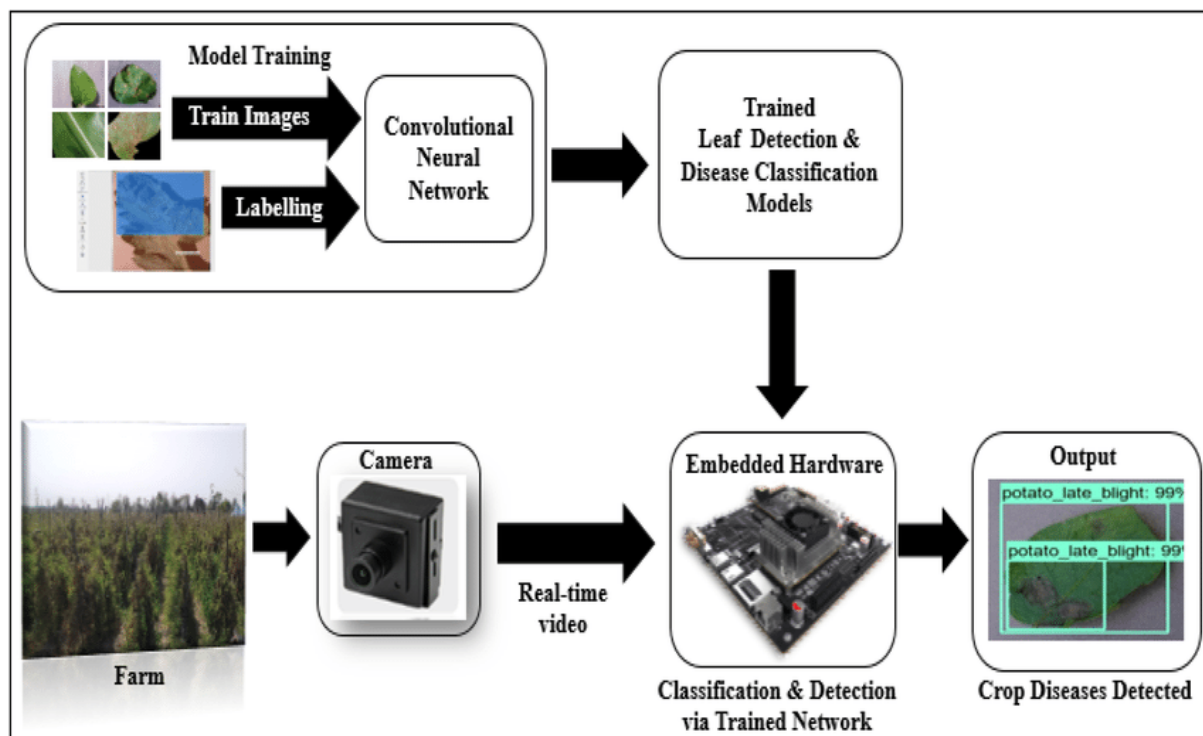 Model Training
Train Images
Labelling
Convolutional
Neural
Network
Trained
Leaf Detection &
Disease Classification
Models
Farm
Camera
Real-time
video
Embedded Hardware
Classification & Detection
via Trained Network
Output
potato_late_blight: 99%
potato_late_blight: 99%
Crop Diseases Detected